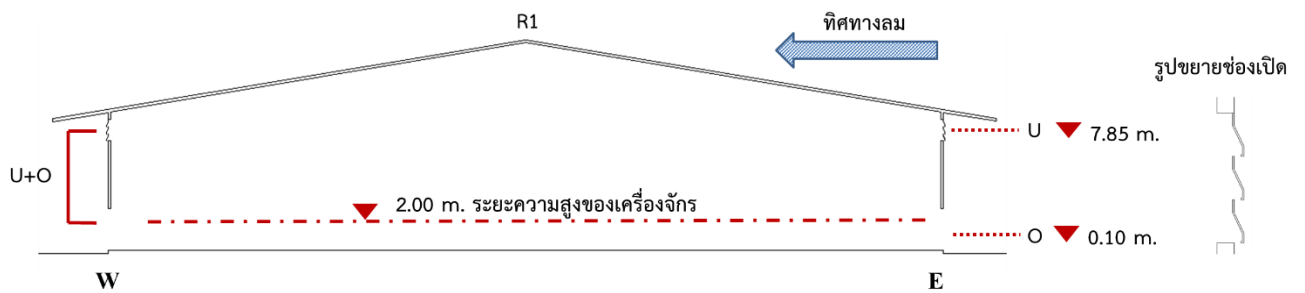 R1
ทิศทางลม
รูปขยายช่องเปิด
U 7.85 m.
U+O
2.00 m. ระยะความสูงของเครื่องจักร
O 0.10 m.
W
E